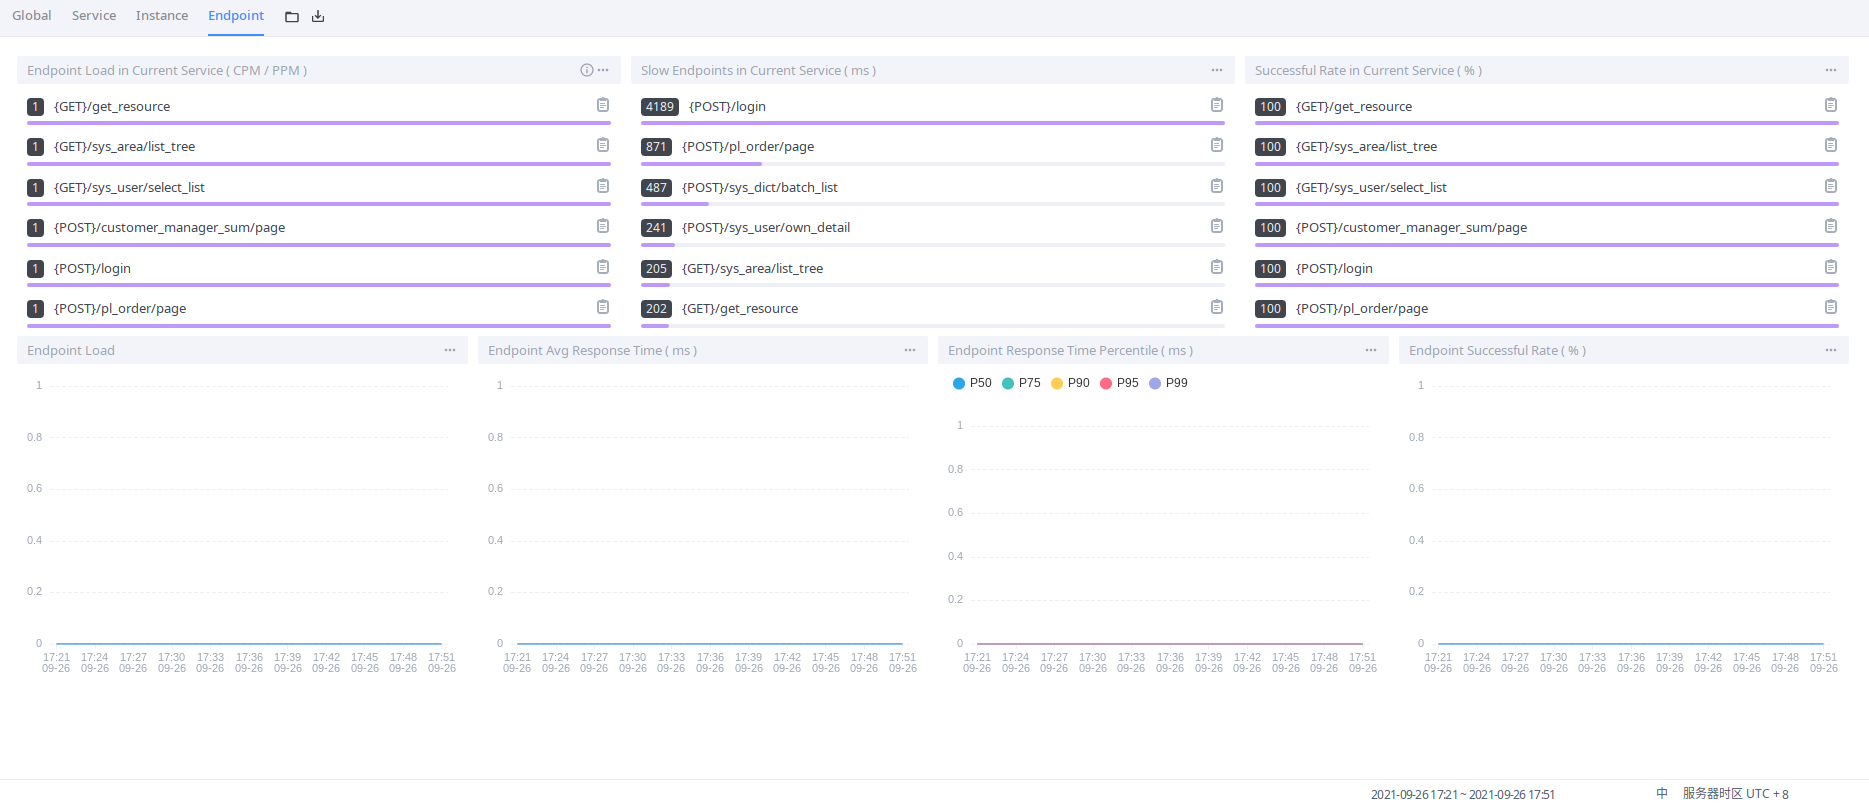 Global Service Instance Endpoint
Endpoint Load in Current Service ( CPM / PPM )
1 {GET}/get_resource
1 {GET}/sys_area/list_tree
1 {GET}/sys_user/select_list
1 {POST}/customer_manager_sum/page
1 {POST}/login
1 {POST}/pl_order/page
Slow Endpoints in Current Service ( ms )
4189 {POST}/login
871 {POST}/pl_order/page
487 {POST}/sys_dict/batch_list
241 {POST}/sys_user/own_detail
205 {GET}/sys_area/list_tree
202 {GET}/get_resource
Successful Rate in Current Service ( % )
100 {GET}/get_resource
100 {GET}/sys_area/list_tree
100 {GET}/sys_user/select_list
100 {POST}/customer_manager_sum/page
100 {POST}/login
100 {POST}/pl_order/page
Endpoint Load
1
0.8
0.6
0.4
0.2
0
17:21 17:24 17:27 17:30 17:33 17:36 17:39 17:42 17:45 17:48 17:51
09-26 09-26 09-26 09-26 09-26 09-26 09-26 09-26 09-26 09-26 09-26
Endpoint Avg Response Time ( ms )
1
0.8
0.6
0.4
0.2
0
17:21 17:24 17:27 17:30 17:33 17:36 17:39 17:42 17:45 17:48 17:51
09-26 09-26 09-26 09-26 09-26 09-26 09-26 09-26 09-26 09-26 09-26
Endpoint Response Time Percentile ( ms )
P50 P75 P90 P95 P99
1
0.8
0.6
0.4
0.2
0
17:21 17:24 17:27 17:30 17:33 17:36 17:39 17:42 17:45 17:48 17:51
09-26 09-26 09-26 09-26 09-26 09-26 09-26 09-26 09-26 09-26 09-26
Endpoint Successful Rate ( % )
1
0.8
0.6
0.4
0.2
0
17:21 17:24 17:27 17:30 17:33 17:36 17:39 17:42 17:45 17:48 17:51
09-26 09-26 09-26 09-26 09-26 09-26 09-26 09-26 09-26 09-26 09-26
2021-09-26 17:21 ~ 2021-09-26 17:51 中 服务器时区 UTC + 8